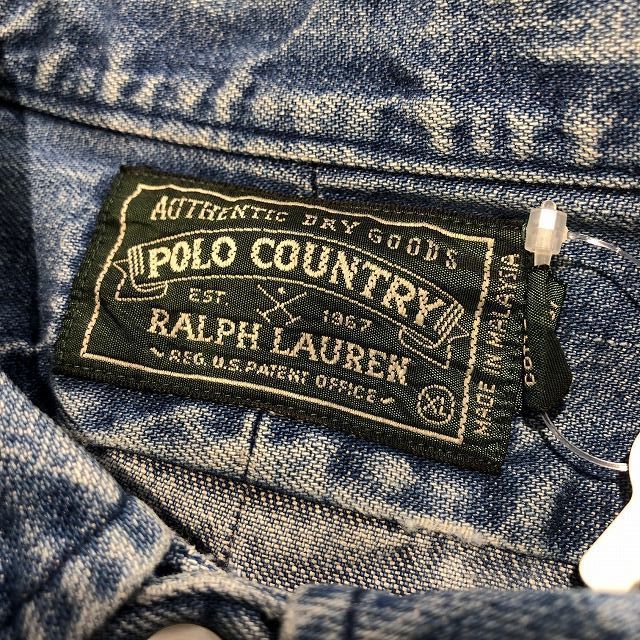 AUTHENTIC DRY GOODS
POLO COUNTRY
EST. 1967
RALPH LAUREN
REG. U.S. PATENT OFFICE
XL
MADE IN MALAYSIA